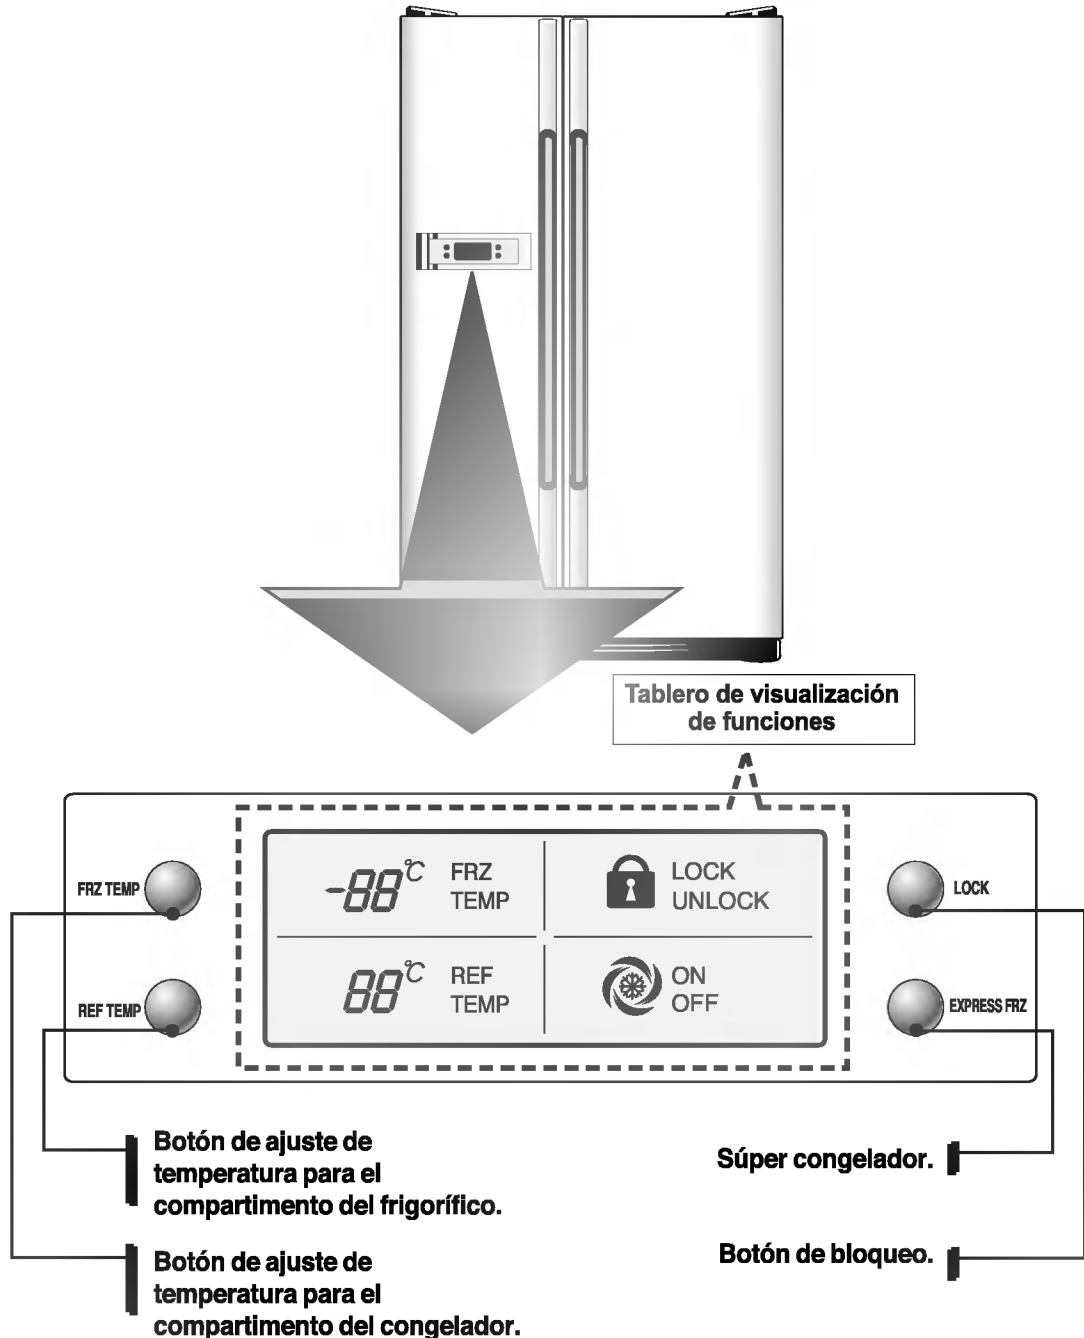 Tablero de visualización
de funciones
FRZ TEMP
-88°C FRZ
TEMP
LOCK
UNLOCK
LOCK
REF TEMP
88°C REF
TEMP
ON
OFF
EXPRESS FRZ
Botón de ajuste de
temperatura para el
compartimento del frigorífico.
Súper congelador.
Botón de ajuste de
temperatura para el
compartimento del congelador.
Botón de bloqueo.